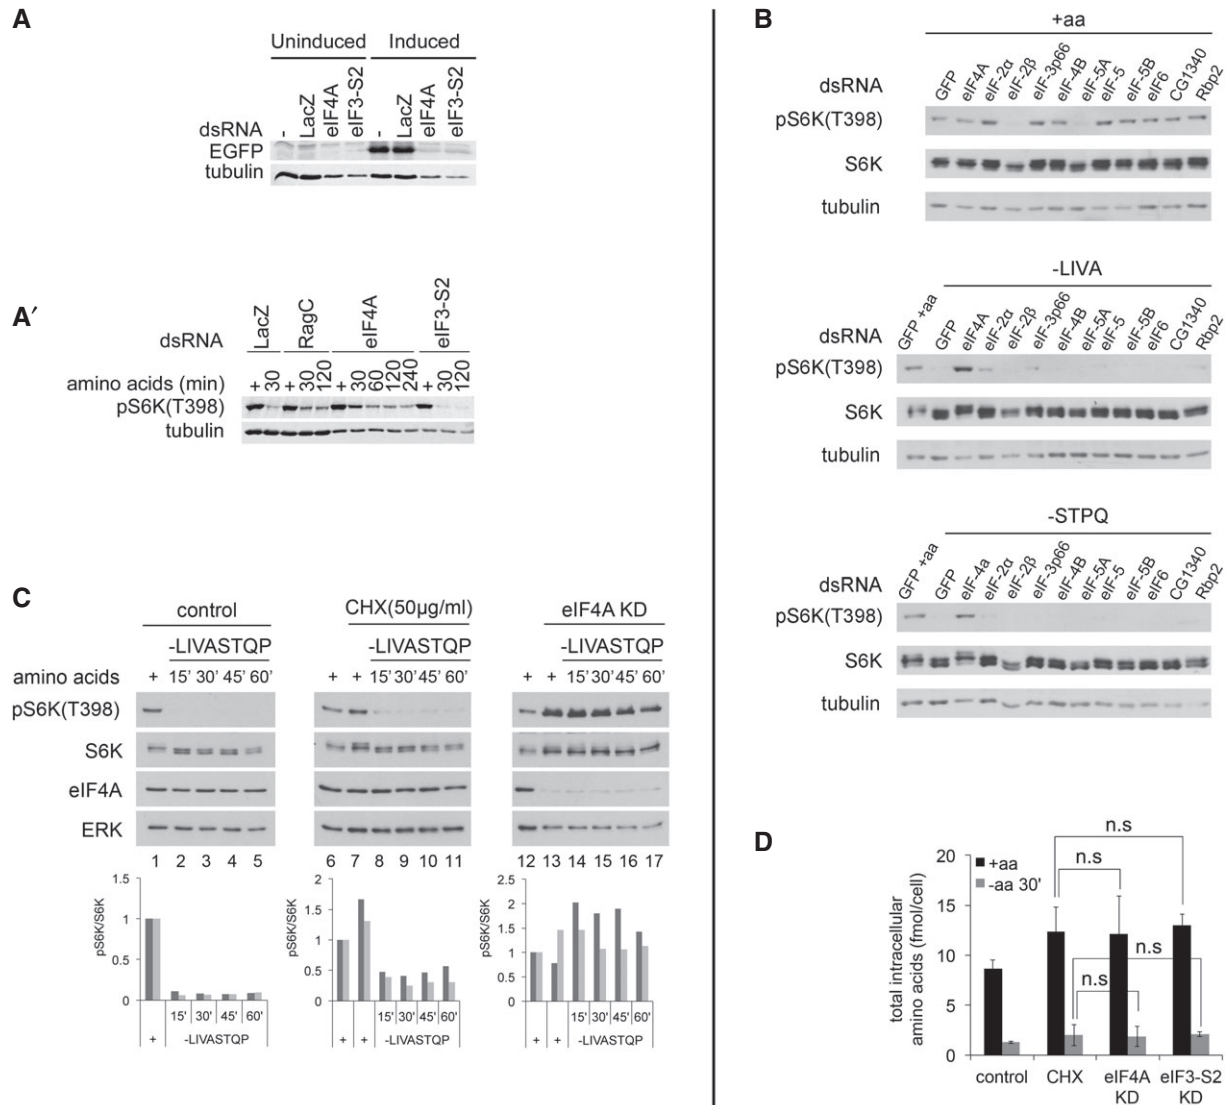 A
Uninduced Induced
dsRNA - LacZ eIF4A eIF3-S2 - LacZ eIF4A eIF3-S2
EGFP
tubulin
A′
dsRNA LacZ RagC eIF4A eIF3-S2
amino acids (min) + 30 + 30 120 + 30 60 120 240 + 30 120
pS6K(T398)
tubulin
B
+aa
dsRNA GFP eIF4A eIF-2α eIF-2β eIF-3p66 eIF-4B eIF-5A eIF-5 eIF-5B eIF6 CG1340 Rbp2
pS6K(T398)
S6K
tubulin
-LIVA
dsRNA GFP +aa GFP eIF4A eIF-2α eIF-2β eIF-3p66 eIF-4B eIF-5A eIF-5 eIF-5B eIF6 CG1340 Rbp2
pS6K(T398)
S6K
tubulin
-STPQ
dsRNA GFP +aa GFP eIF-4a eIF-2α eIF-2β eIF-3p66 eIF-4B eIF-5A eIF-5 eIF-5B eIF6 CG1340 Rbp2
pS6K(T398)
S6K
tubulin
C
control CHX(50µg/ml) eIF4A KD
-LIVASTQP -LIVASTQP -LIVASTQP
amino acids + 15' 30' 45' 60' + + 15' 30' 45' 60' + + 15' 30' 45' 60'
pS6K(T398)
S6K
eIF4A
ERK
1 2 3 4 5 6 7 8 9 10 11 12 13 14 15 16 17
pS6K/S6K
1.5
1
0.5
0
15' 30' 45' 60'
+ -LIVASTQP
pS6K/S6K
2
1.5
1
0.5
0
15' 30' 45' 60'
+ + -LIVASTQP
pS6K/S6K
2.5
2
1.5
1
0.5
0
15' 30' 45' 60'
+ + -LIVASTQP
D
total intracellular
amino acids (fmol/cell)
20
15
10
5
0
+aa
-aa 30'
n.s
n.s
n.s
n.s
control CHX eIF4A KD eIF3-S2 KD